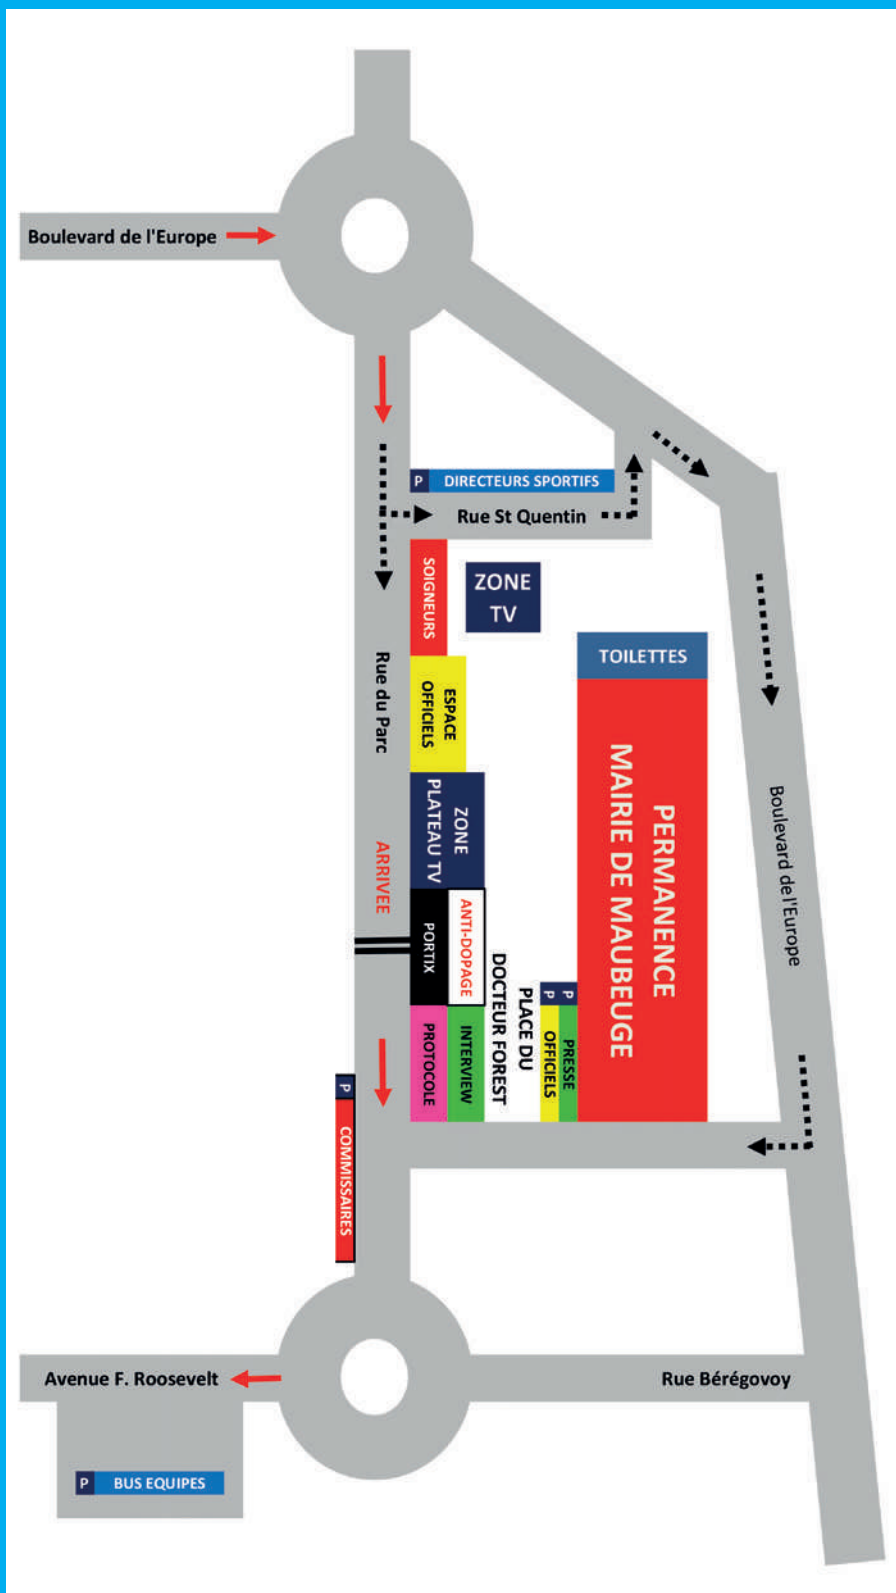 Boulevard de l'Europe
P DIRECTEURS SPORTIFS
Rue St Quentin
SOIGNEURS
ZONE
TV
TOILETTES
Rue du Parc
ESPACE
OFFICIELS
ZONE
PLATEAU TV
PERMANENCE
MAIRIE DE MAUBEUGE
Boulevard de l'Europe
ARRIVEE
PORTIX
ANTI-DOPAGE
PLACE DU
DOCTEUR FOREST
P PRESSE
P OFFICIELS
PROTOCOLE
INTERVIEW
P COMMISSAIRES
Avenue F. Roosevelt
Rue Bérégovoy
P BUS EQUIPES